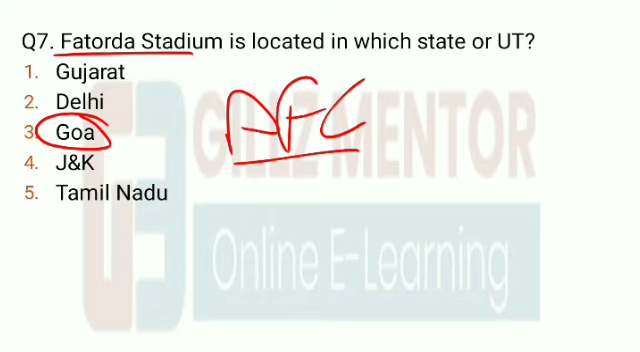 Q7. Fatorda Stadium is located in which state or UT?
1. Gujarat
2. Delhi
3. Goa
4. J&K
5. Tamil Nadu
AFC
MENTOR
Online E-Learning